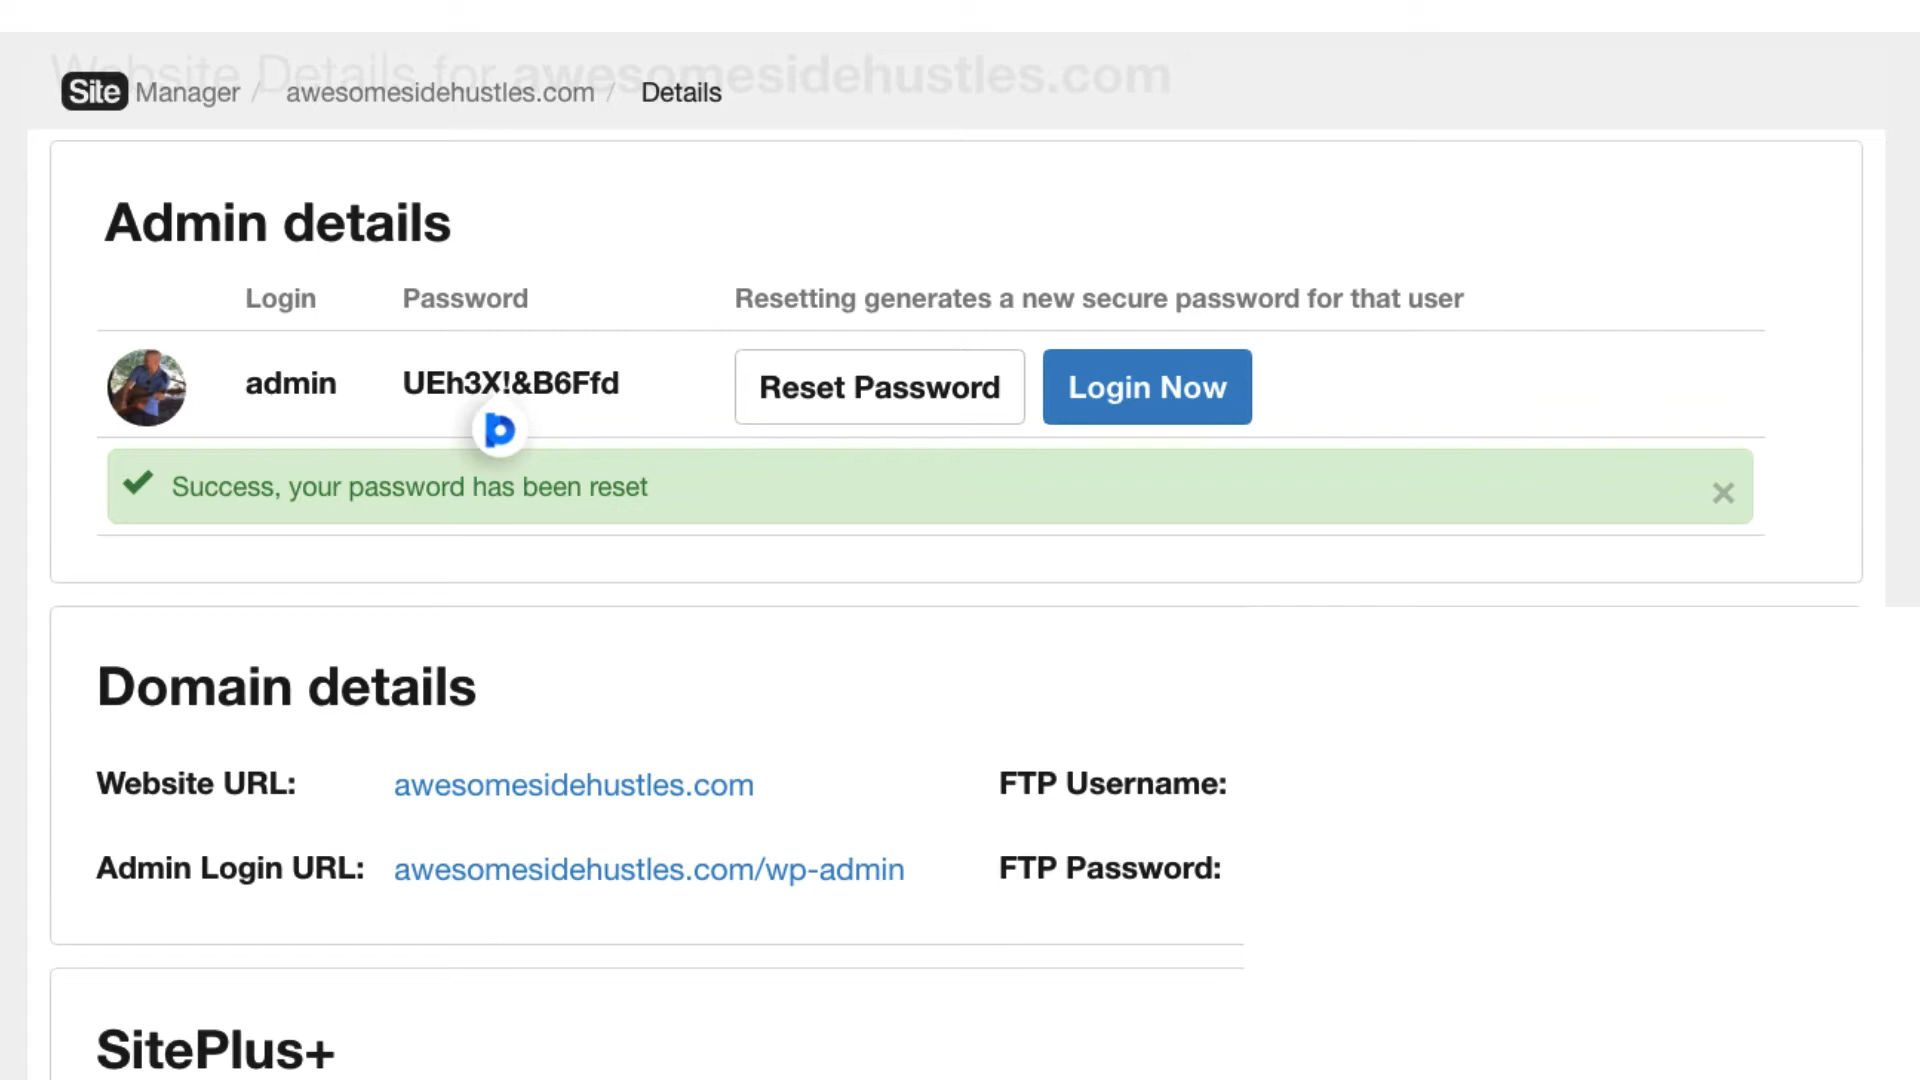 Website Details for awesomesidehustles.com
Site Manager / awesomesidehustles.com / Details
Admin details
Login Password Resetting generates a new secure password for that user
admin UEh3X!&B6Ffd Reset Password Login Now
Success, your password has been reset
Domain details
Website URL: awesomesidehustles.com FTP Username:
Admin Login URL: awesomesidehustles.com/wp-admin FTP Password:
SitePlus+